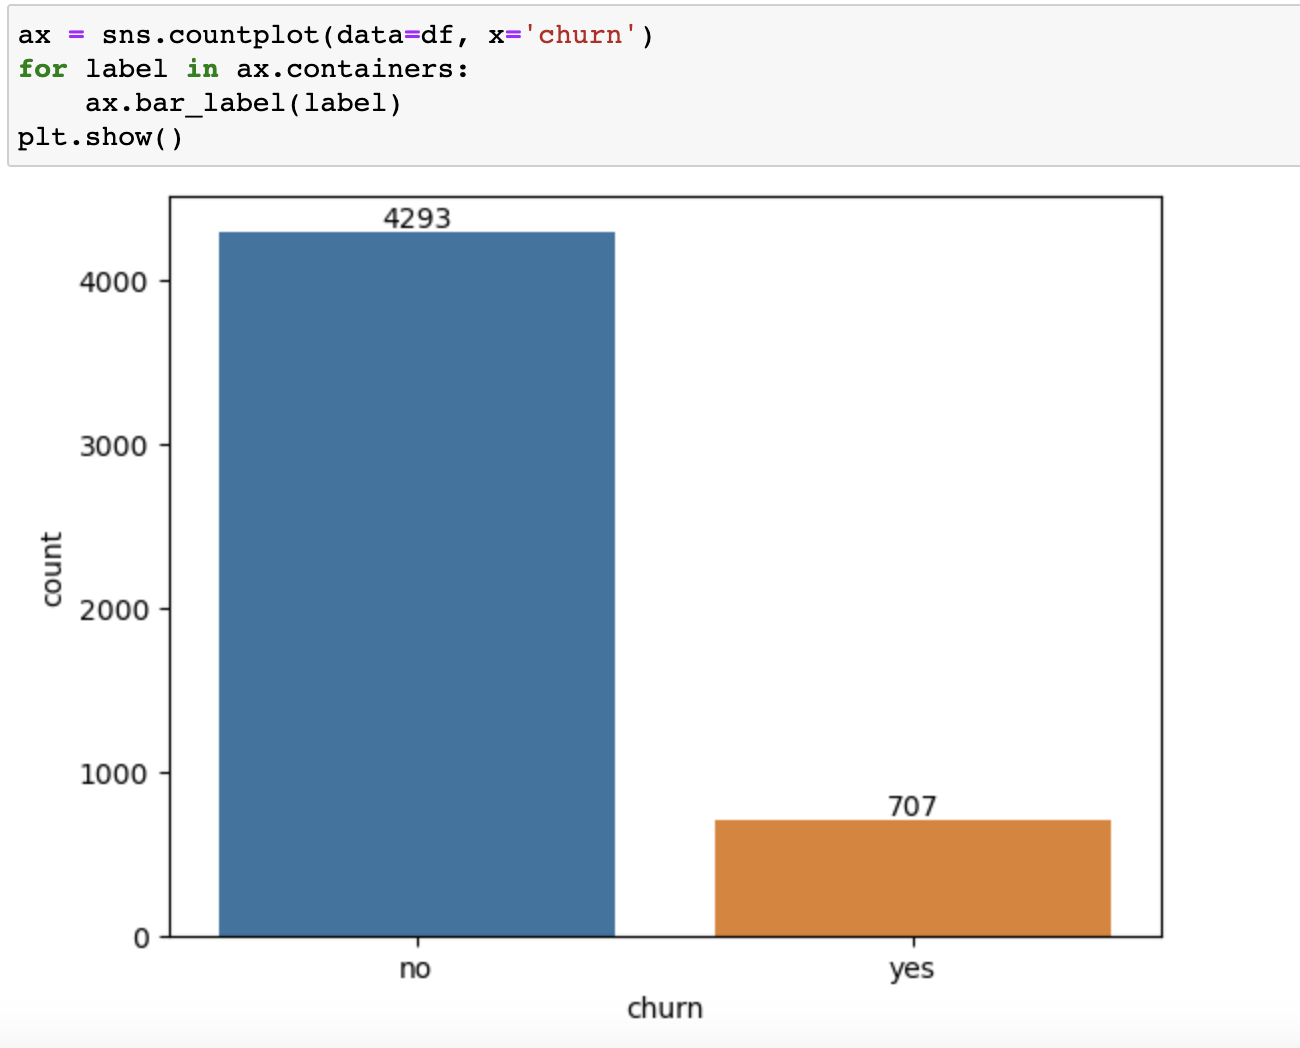 ax = sns.countplot(data=df, x='churn')
for label in ax.containers:
    ax.bar_label(label)
plt.show()
4293
4000
3000
count
2000
1000
707
0
no yes
churn